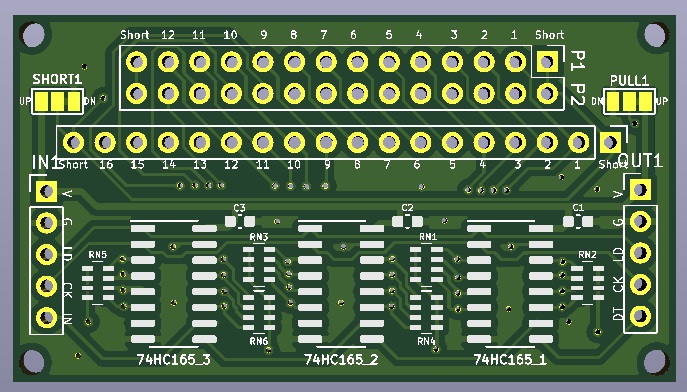 Short 12 11 10 9 8 7 6 5 4 3 2 1 Short
P1
P2
SHORT1
UP DN
PULL1
DN UP
IN1
OUT1
Short 16 15 14 13 12 11 10 9 8 7 6 5 4 3 2 1 Short
V
G
LD
CK
IN
V
G
LD
CK
DT
C3
C2
C1
RN5
RN3
RN1
RN2
RN6
RN4
74HC165_3
74HC165_2
74HC165_1